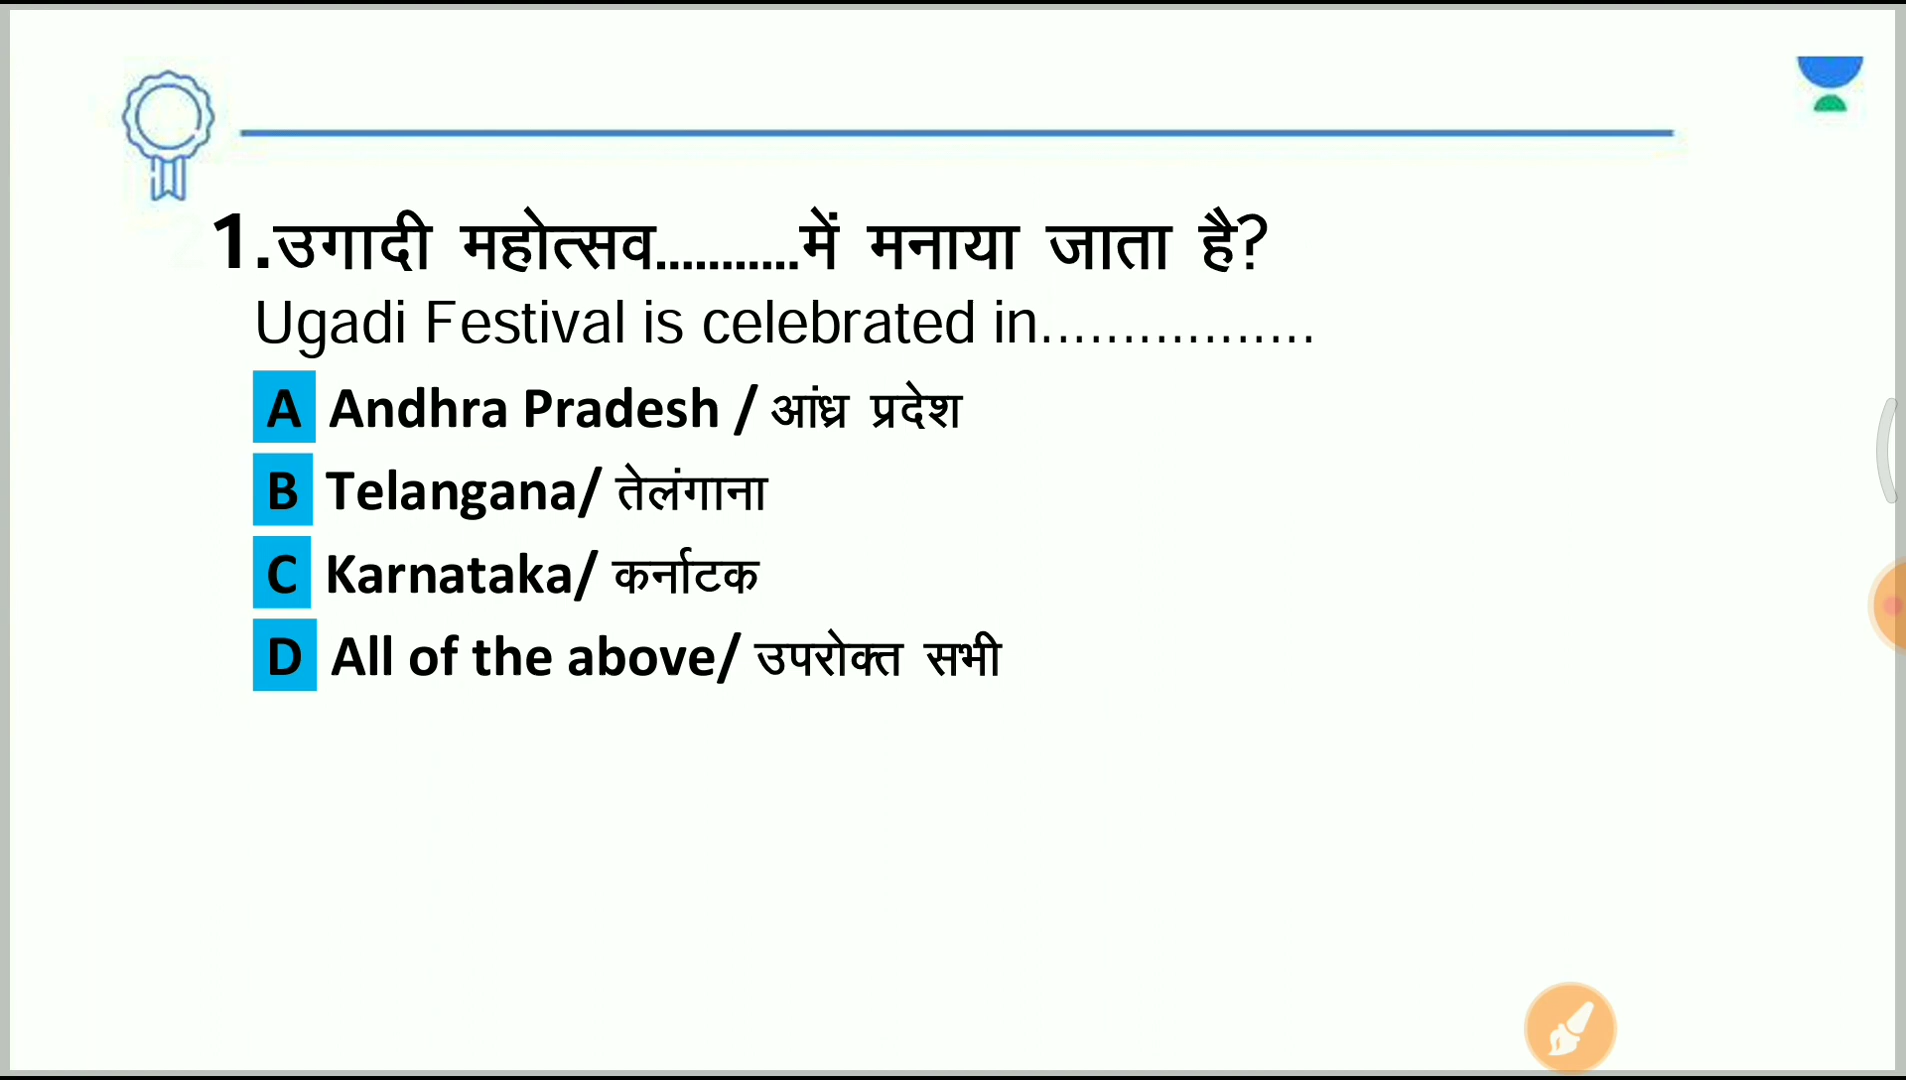 1.उगादी महोत्सव...........में मनाया जाता है?
Ugadi Festival is celebrated in.................
A Andhra Pradesh / आंध्र प्रदेश
B Telangana/ तेलंगाना
C Karnataka/ कर्नाटक
D All of the above/ उपरोक्त सभी